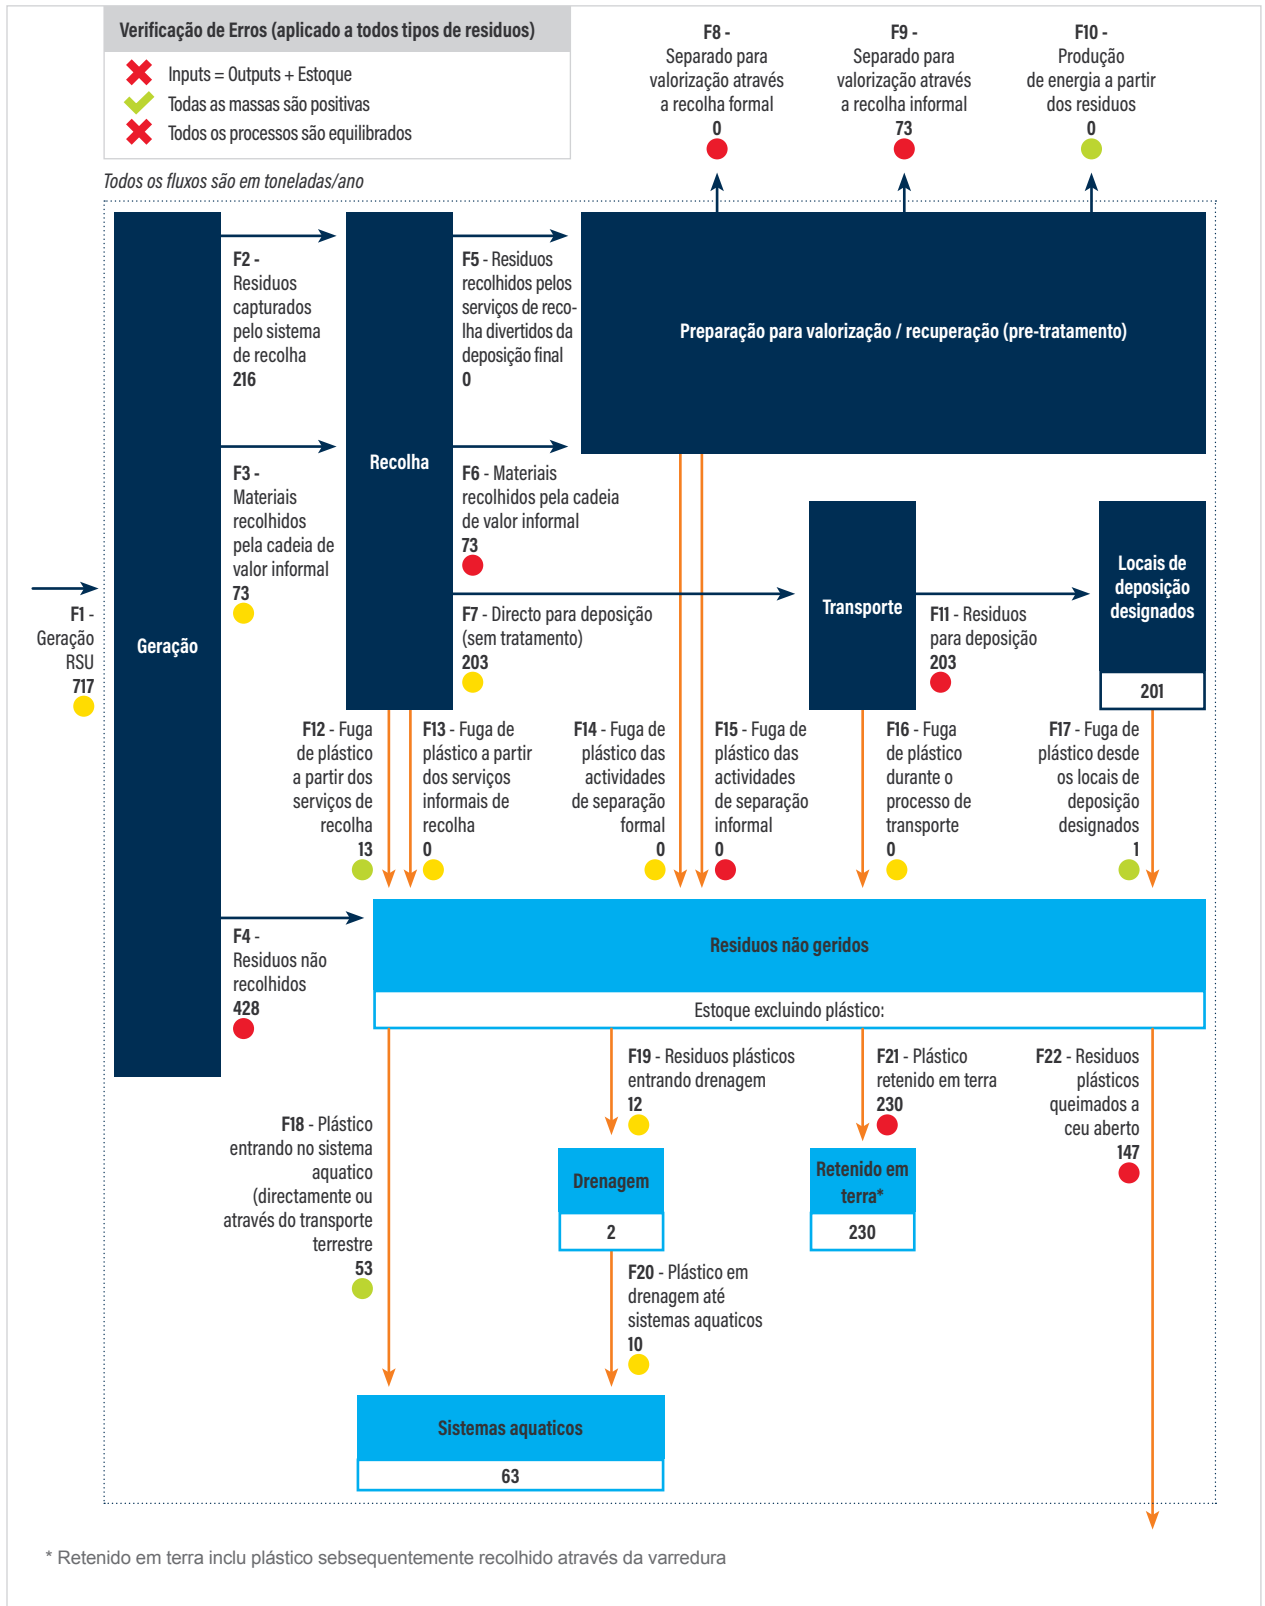 Verificação de Erros (aplicado a todos tipos de residuos)
Inputs = Outputs + Estoque
Todas as massas são positivas
Todos os processos são equilibrados
F8 -
Separado para
valorização através
a recolha formal
0
F9 -
Separado para
valorização através
a recolha informal
73
F10 -
Produção
de energia a partir
dos residuos
0
Todos os fluxos são em toneladas/ano
F1 -
Geração
RSU
717
Geração
F2 -
Residuos
capturados
pelo sistema
de recolha
216
F3 -
Materiais
recolhidos
pela cadeia de
valor informal
73
F4 -
Residuos não
recolhidos
428
Recolha
F5 - Residuos
recolhidos pelos
serviços de reco-
lha divertidos da
deposição final
0
F6 - Materiais
recolhidos pela cadeia
de valor informal
73
F7 - Directo para deposição
(sem tratamento)
203
Preparação para valorização / recuperação (pre-tratamento)
Transporte
F11 - Residuos
para deposição
203
Locais de
deposição
designados
201
F12 - Fuga
de plástico
a partir dos
serviços de
recolha
13
F13 - Fuga de
plástico a partir
dos serviços
informais de
recolha
0
F14 - Fuga de
plástico das
actividades
de separação
formal
0
F15 - Fuga de
plástico das
actividades
de separação
informal
0
F16 - Fuga
de plástico
durante o
processo de
transporte
0
F17 - Fuga de
plástico desde
os locais de
deposição
designados
1
Residuos não geridos
Estoque excluindo plástico:
F18 - Plástico
entrando no sistema
aquatico
(directamente ou
através do transporte
terrestre
53
F19 - Residuos plásticos
entrando drenagem
12
Drenagem
2
F20 - Plástico em
drenagem até
sistemas aquaticos
10
F21 - Plástico
retenido em terra
230
Retenido em
terra*
230
F22 - Residuos
plásticos
queimados a
ceu aberto
147
Sistemas aquaticos
63
* Retenido em terra inclu plástico sebsequentemente recolhido através da varredura